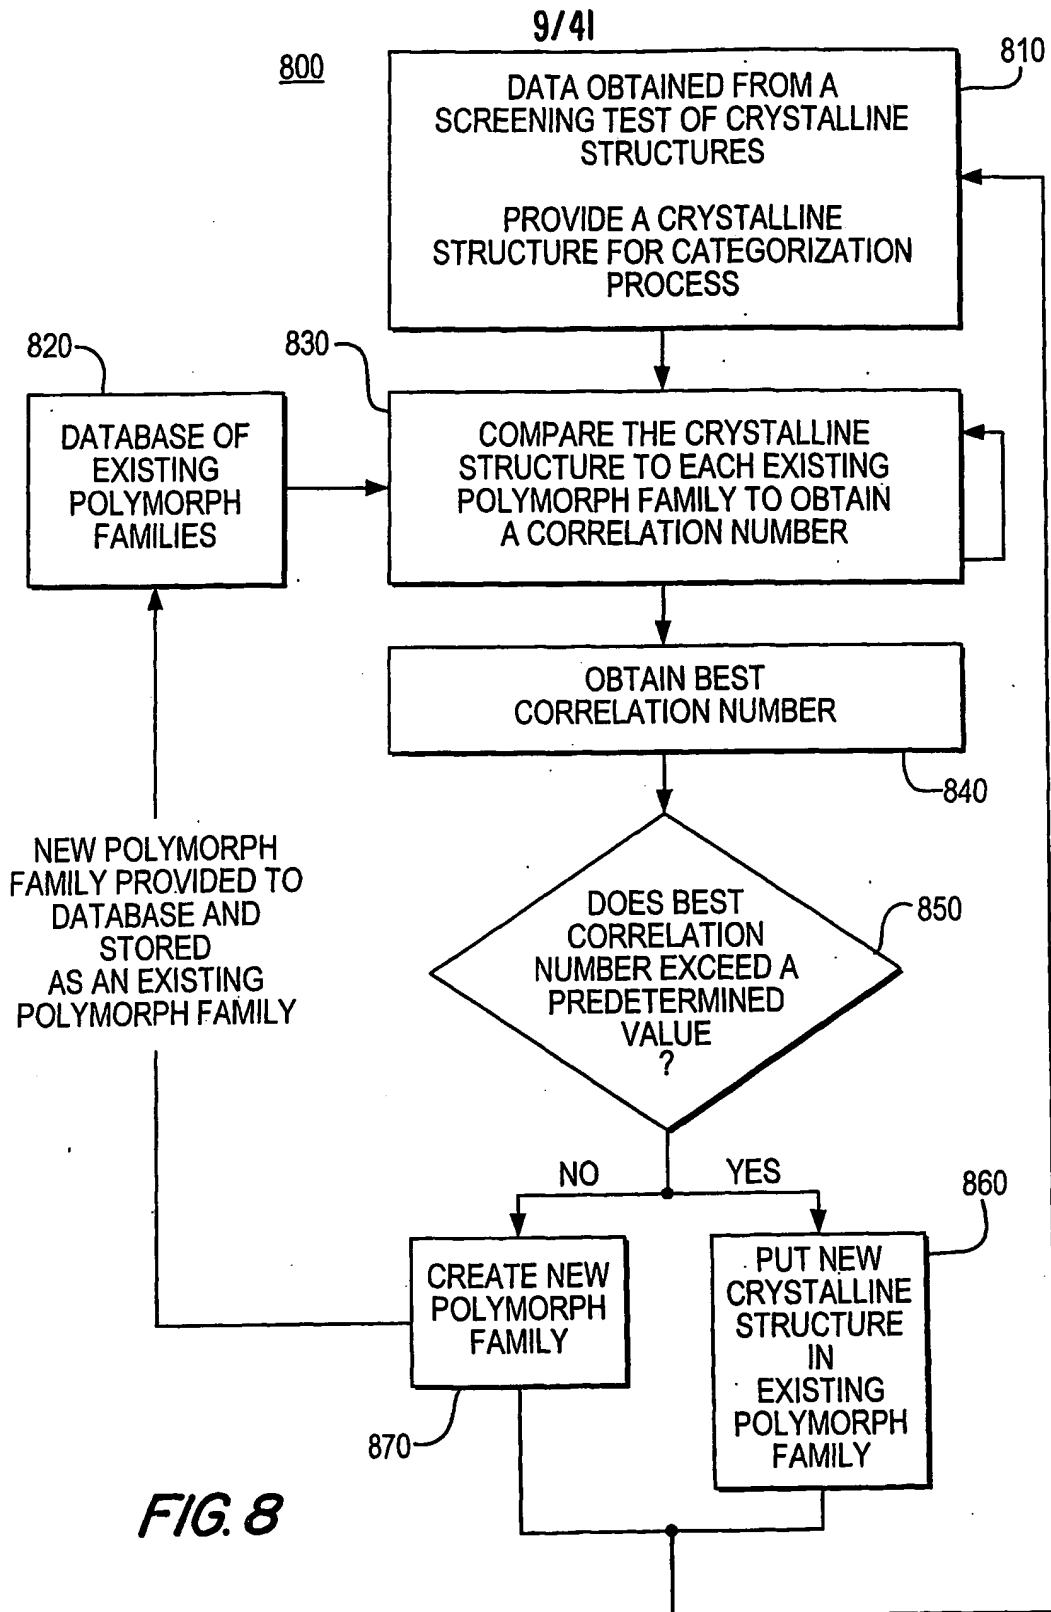 9/41
800
810
DATA OBTAINED FROM A
SCREENING TEST OF CRYSTALLINE
STRUCTURES
PROVIDE A CRYSTALLINE
STRUCTURE FOR CATEGORIZATION
PROCESS
820
DATABASE OF
EXISTING
POLYMORPH
FAMILIES
830
COMPARE THE CRYSTALLINE
STRUCTURE TO EACH EXISTING
POLYMORPH FAMILY TO OBTAIN
A CORRELATION NUMBER
OBTAIN BEST
CORRELATION NUMBER
840
NEW POLYMORPH
FAMILY PROVIDED TO
DATABASE AND
STORED
AS AN EXISTING
POLYMORPH FAMILY
DOES BEST
CORRELATION
NUMBER EXCEED A
PREDETERMINED
VALUE
?
850
NO
YES
CREATE NEW
POLYMORPH
FAMILY
870
860
PUT NEW
CRYSTALLINE
STRUCTURE
IN
EXISTING
POLYMORPH
FAMILY
FIG. 8